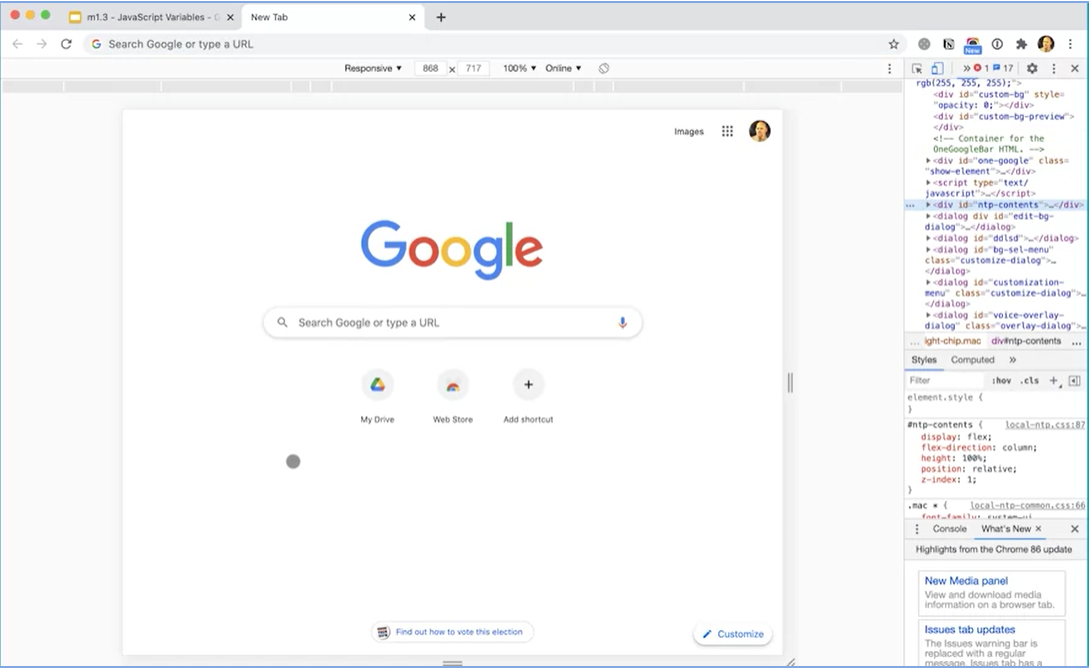 m1.3 - JavaScript Variables - G
New Tab
Search Google or type a URL
New
Responsive
868 x 717
100%
Online
1
17
Images
Google
Search Google or type a URL
My Drive
Web Store
Add shortcut
Find out how to vote this election
Customize
rgb(255, 255, 255);">
<div id="custom-bg" style=
"opacity: 0;"></div>
<div id="custom-bg-preview">
</div>
<!-- Container for the
OneGoogleBar HTML. -->
<div id="one-google" class=
"show-element">…</div>
<script type="text/
javascript">…</script>
… <div id="ntp-contents">…</div>
<dialog div id="edit-bg-
dialog">…</dialog>
<dialog id="ddlsd">…</dialog>
<dialog id="bg-sel-menu"
class="customize-dialog">…
</dialog>
<dialog id="customization-
menu" class="customize-dialog">…
</dialog>
<dialog id="voice-overlay-
dialog" class="overlay-dialog">…
... ight-chip.mac div#ntp-contents ...
Styles Computed »
Filter :hov .cls +
element.style {
}
#ntp-contents { local-ntp.css:87
display: flex;
flex-direction: column;
height: 100%;
position: relative;
z-index: 1;
}
.mac * { local-ntp-common.css:66
font-family: system-ui
Console What's New ×
Highlights from the Chrome 86 update
New Media panel
View and download media
information on a browser tab.
Issues tab updates
The Issues warning bar is
replaced with a regular
message, Issues tab has a